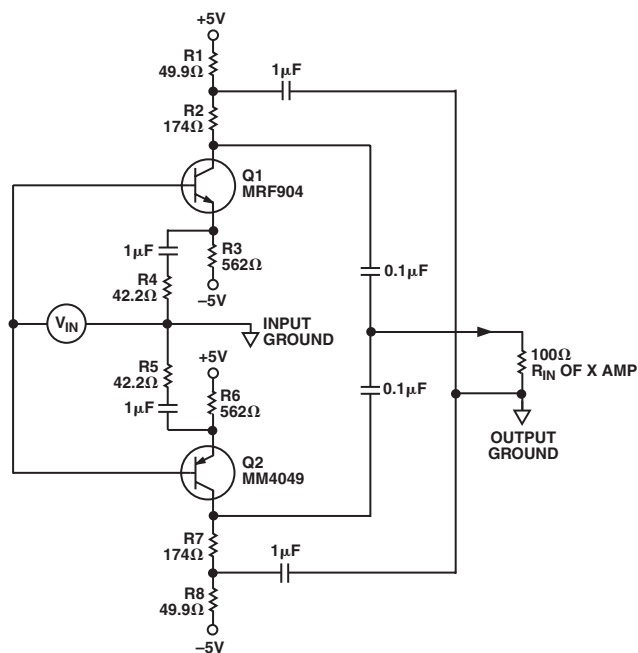 +5V
R1
49.9Ω
1μF
R2
174Ω
Q1
MRF904
1μF
R3
562Ω
0.1μF
R4
42.2Ω
–5V
VIN
INPUT
GROUND
100Ω
RIN OF X AMP
R5
42.2Ω
+5V
1μF
R6
562Ω
0.1μF
OUTPUT
GROUND
Q2
MM4049
R7
174Ω
1μF
R8
49.9Ω
–5V